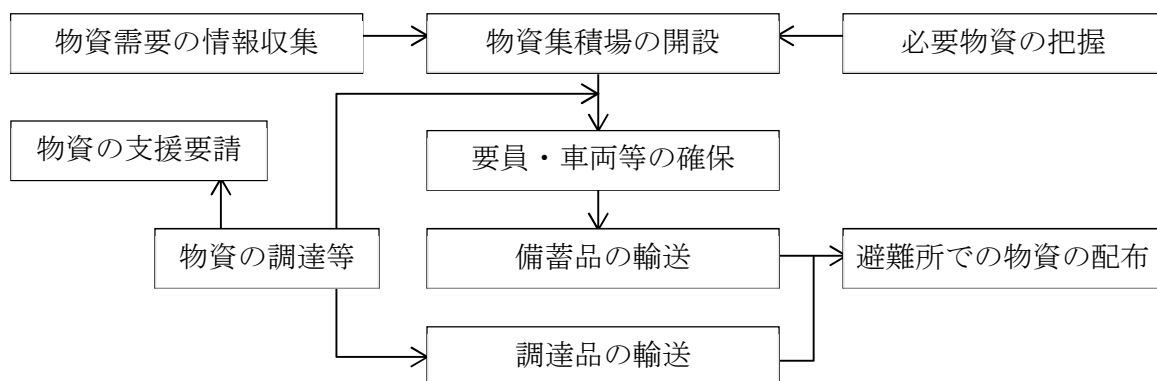 物資需要の情報収集
物資集積場の開設
必要物資の把握
物資の支援要請
要員・車両等の確保
物資の調達等
備蓄品の輸送
避難所での物資の配布
調達品の輸送